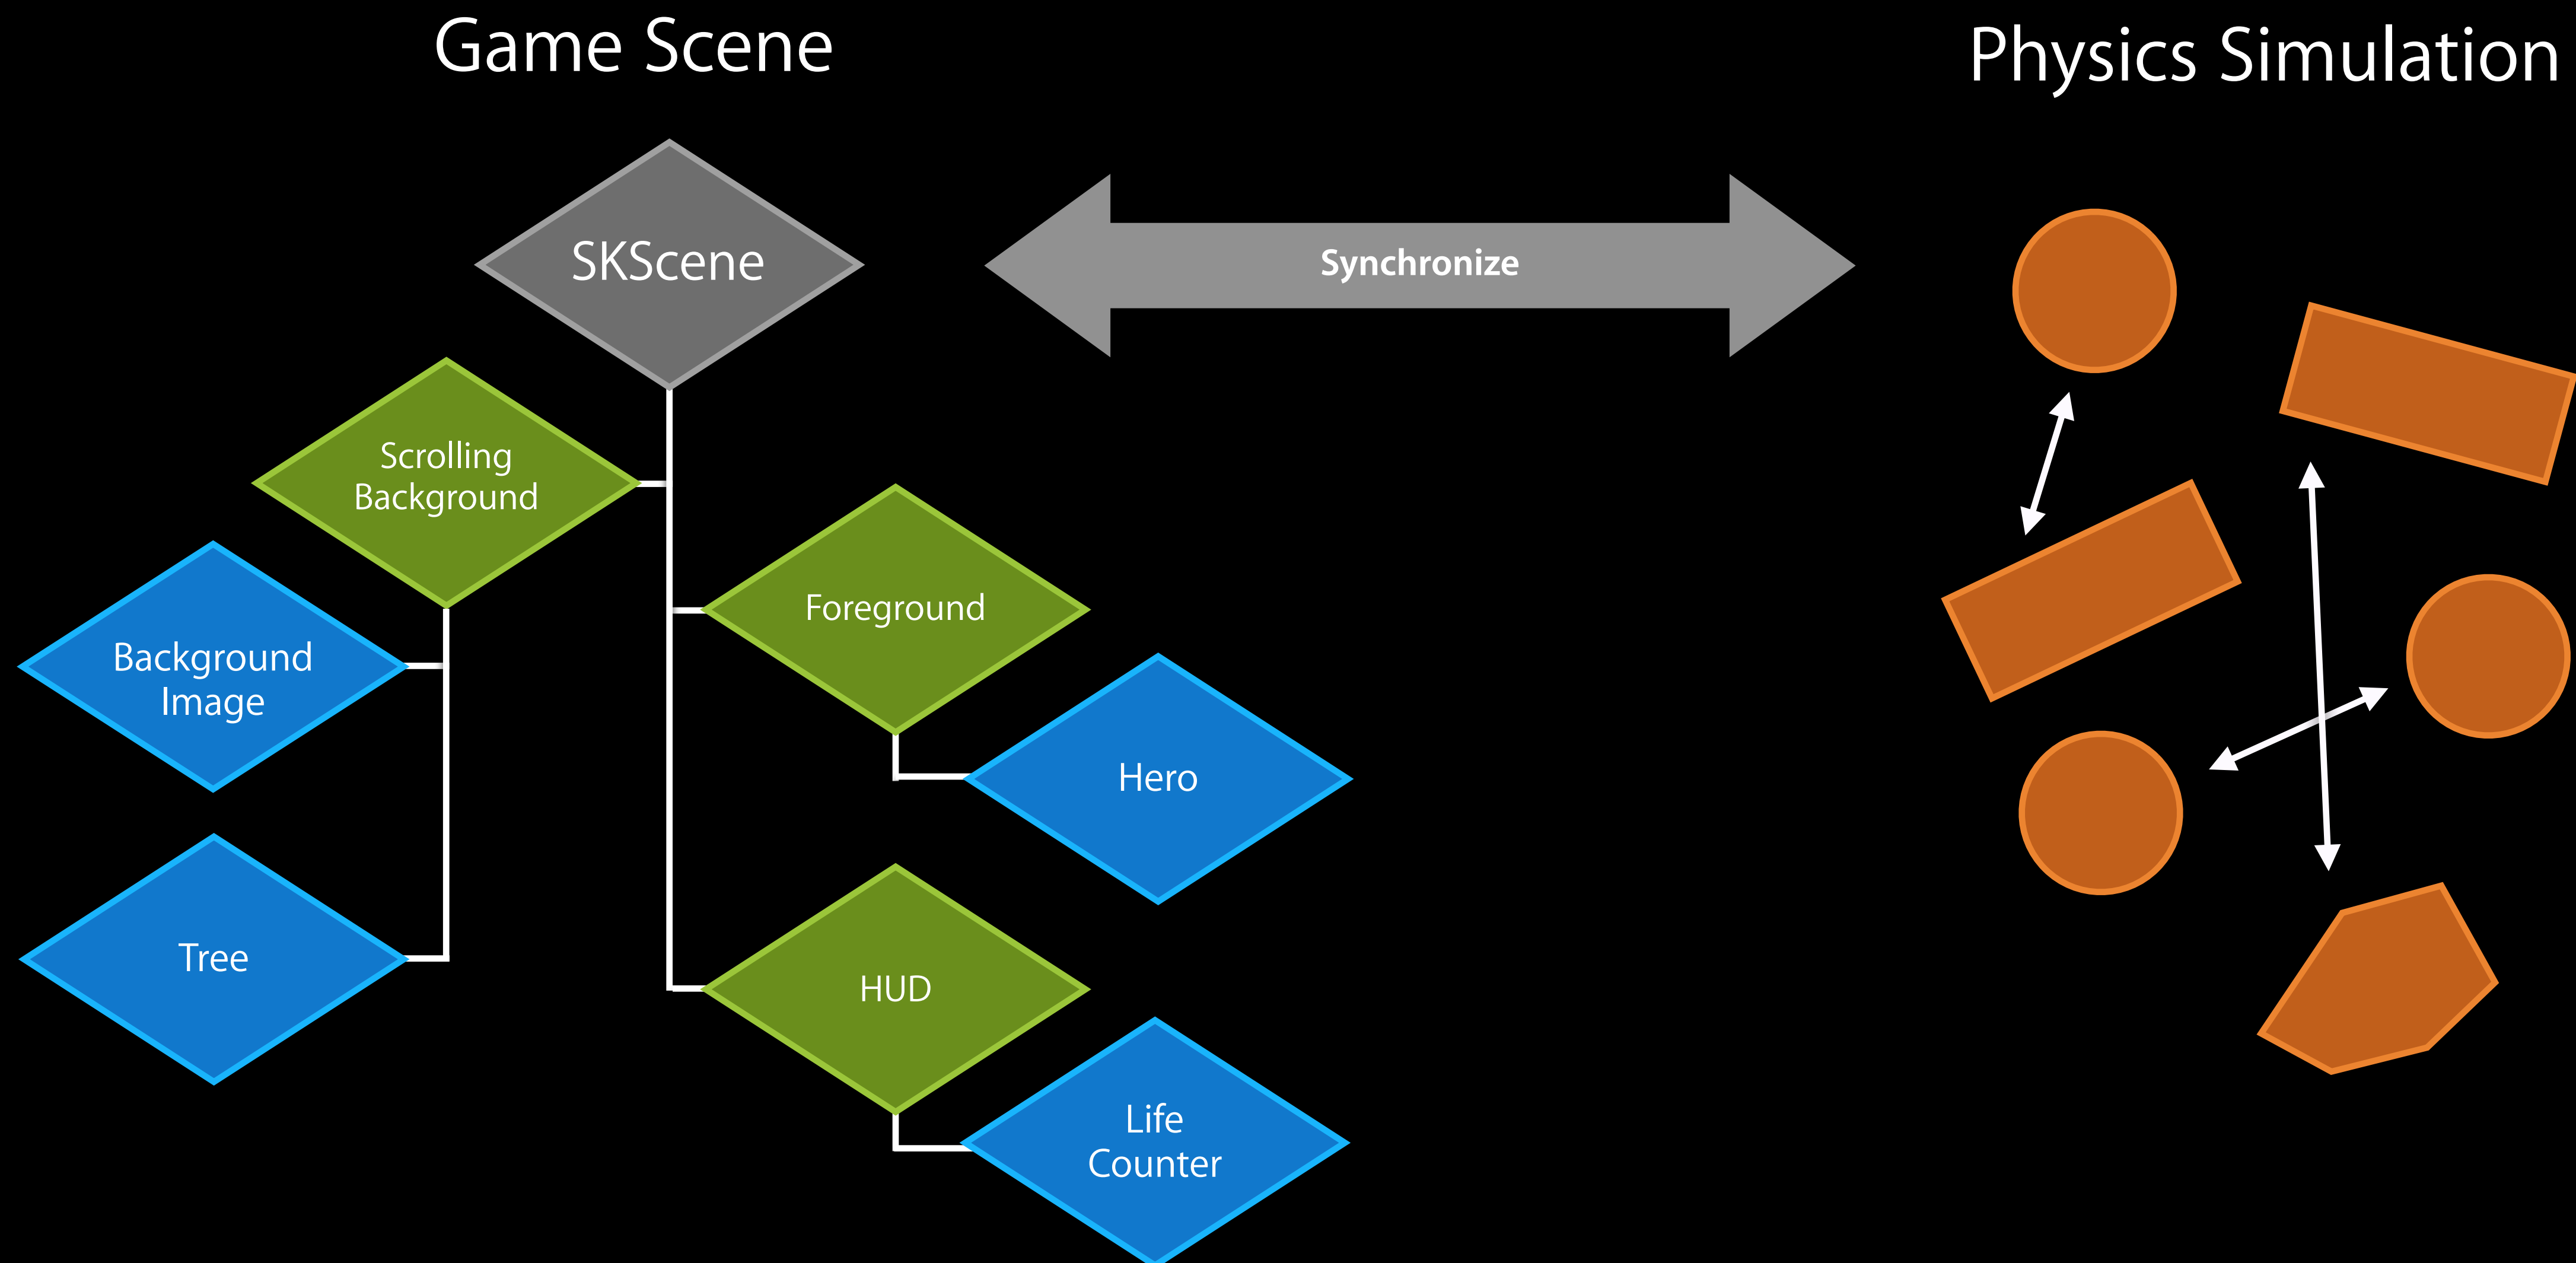 Game Scene
Physics Simulation
SKScene
Synchronize
Scrolling
Background
Foreground
Background
Image
Hero
Tree
HUD
Life
Counter